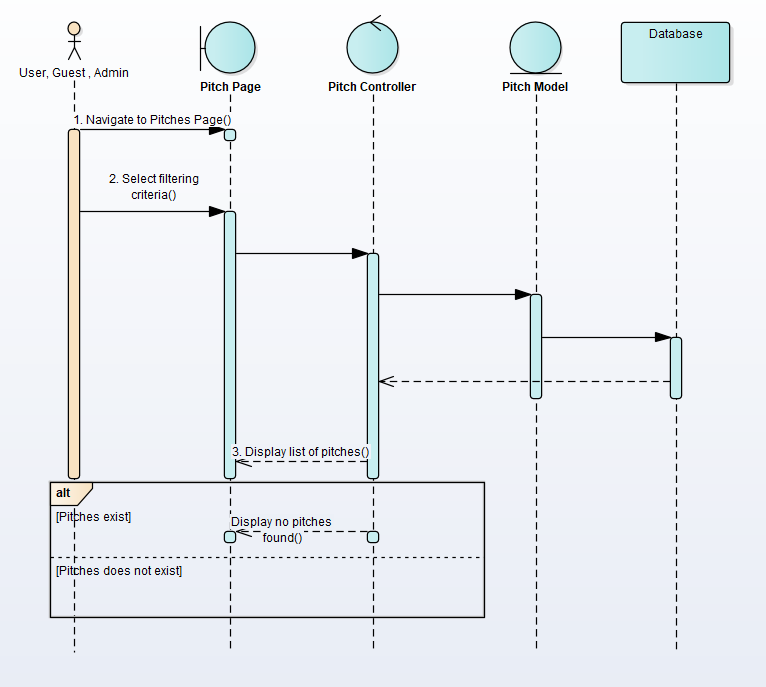 User, Guest , Admin
Pitch Page
Pitch Controller
Pitch Model
Database
1. Navigate to Pitches Page()
2. Select filtering
criteria()
3. Display list of pitches()
alt
[Pitches exist]
Display no pitches
found()
[Pitches does not exist]